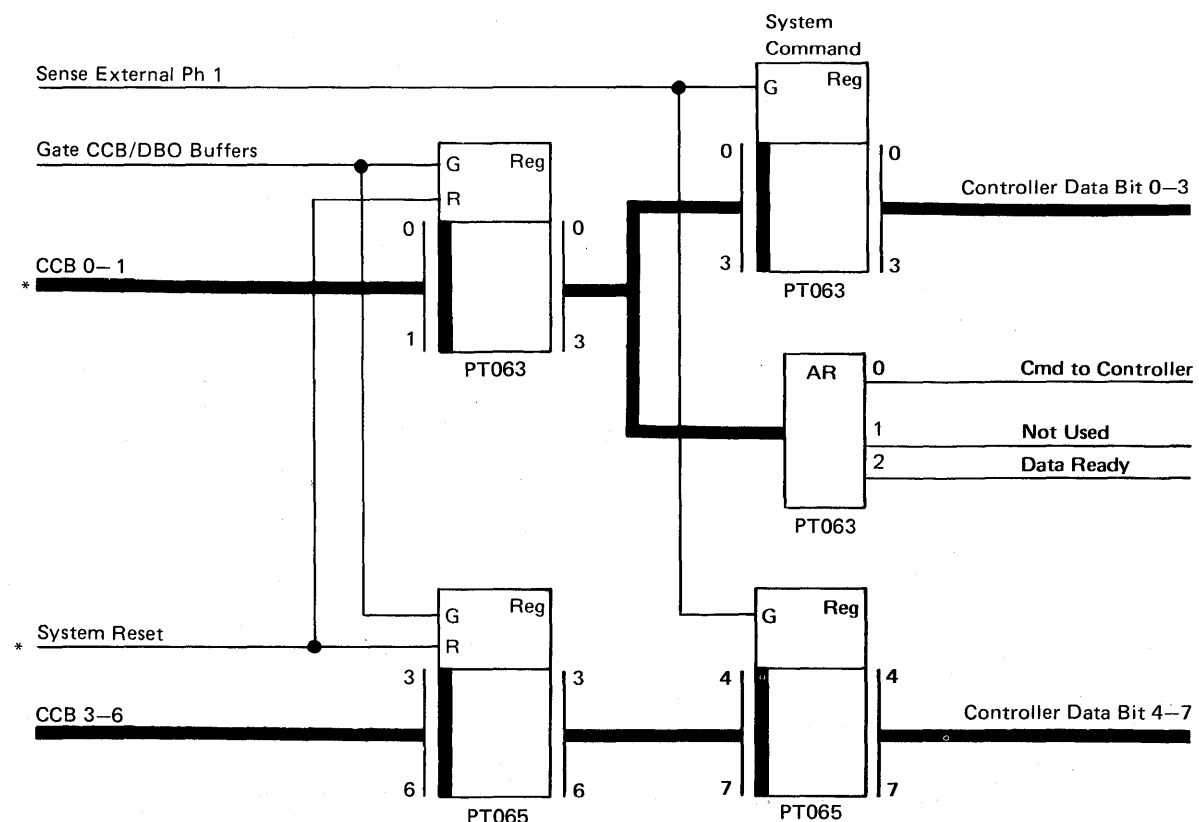 System
Command
Sense External Ph 1
G Reg
Gate CCB/DBO Buffers
G Reg
R
0 0
0 0
Controller Data Bit 0–3
CCB 0–1
*
3 3
PT063
1 3
PT063
AR
0 Cmd to Controller
1 Not Used
2 Data Ready
PT063
G Reg
G Reg
* System Reset
R
3 3
4 4
CCB 3–6
Controller Data Bit 4–7
6 6
7 7
PT065
PT065